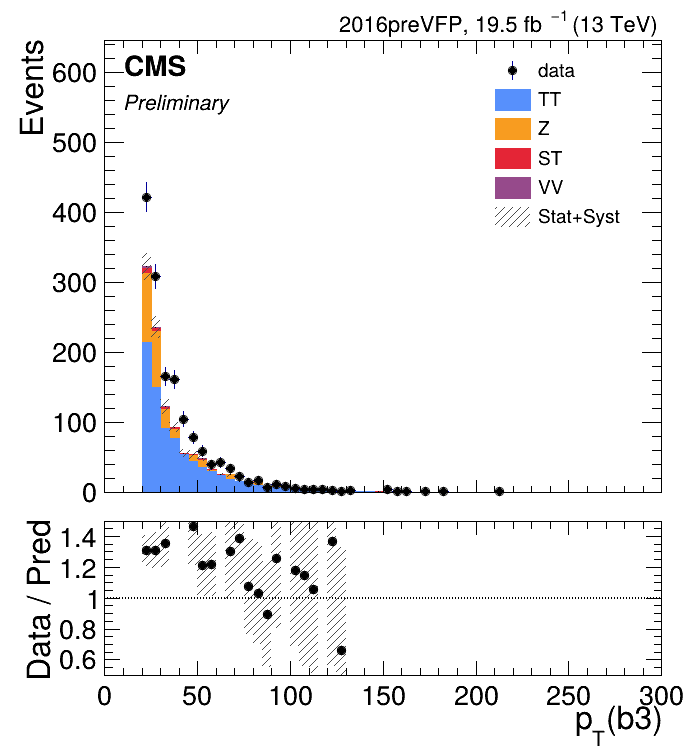 2016preVFP, 19.5 fb⁻¹ (13 TeV)
Events
CMS
Preliminary
data
TT
Z
ST
VV
Stat+Syst
600
500
400
300
200
100
0
Data / Pred
1.4
1.2
1
0.8
0.6
0 50 100 150 200 250 300
p_T(b3)